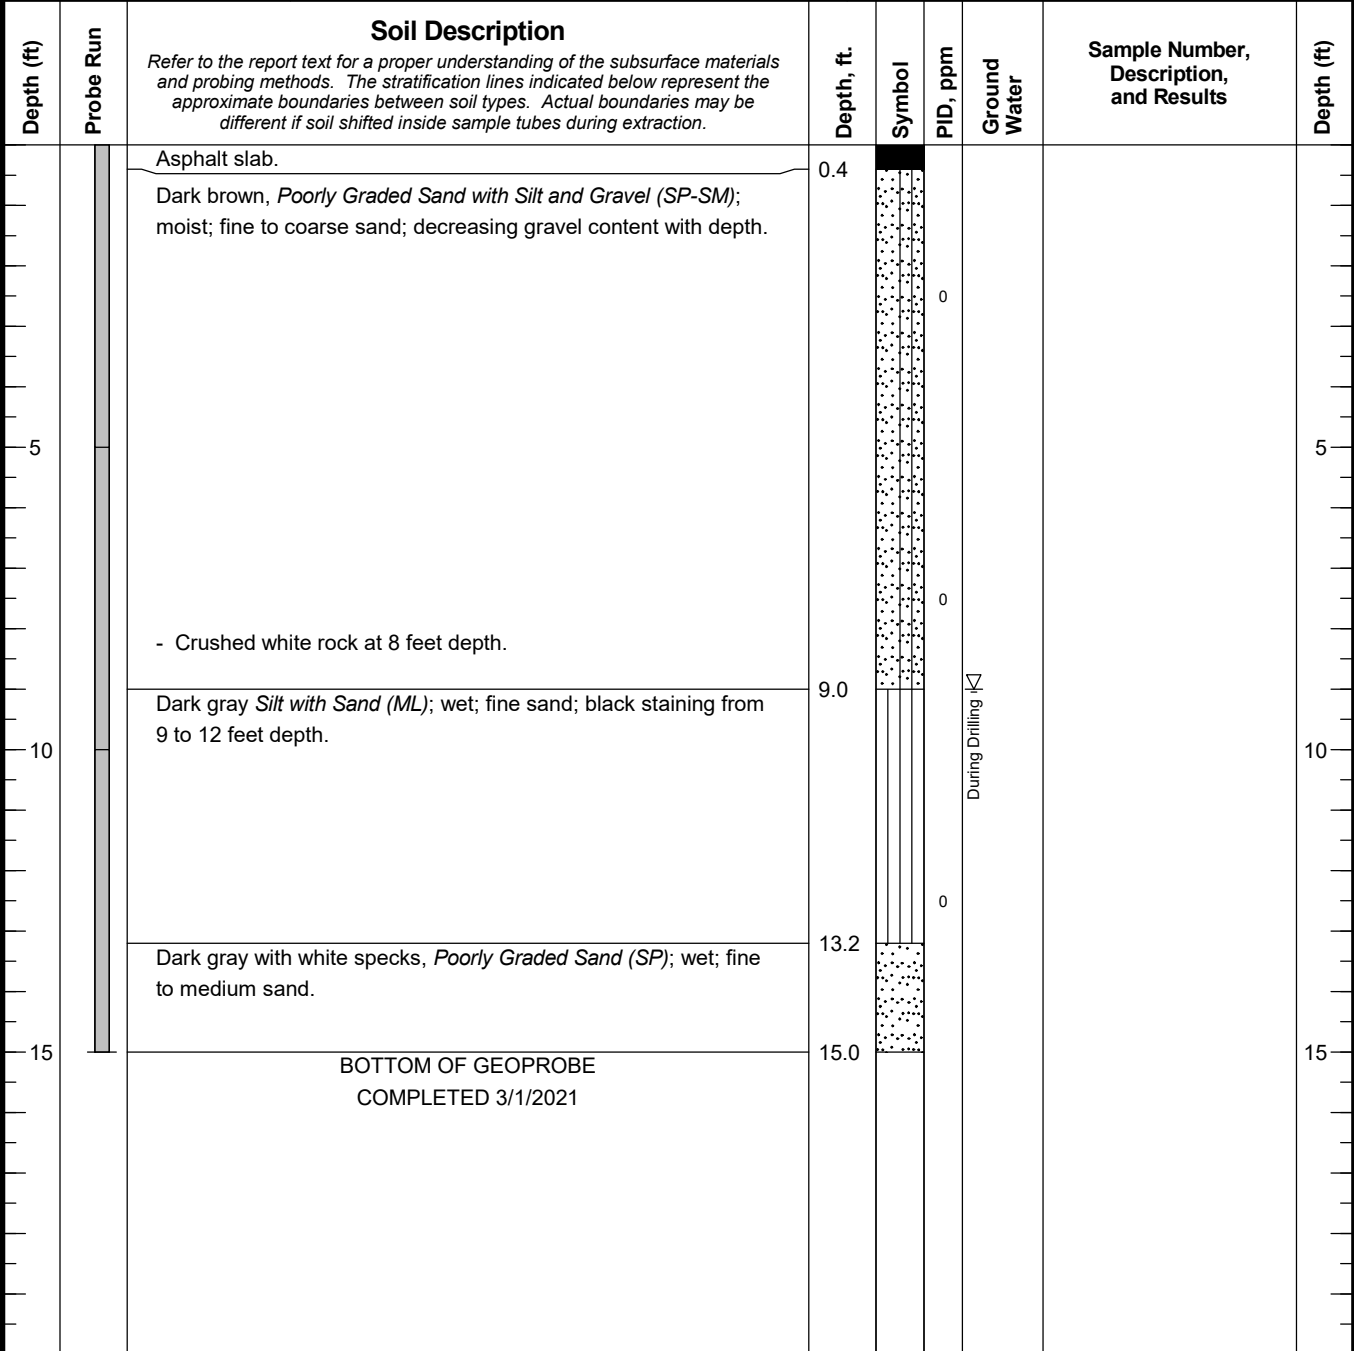 Depth (ft)
Probe Run
Soil Description
Refer to the report text for a proper understanding of the subsurface materials
and probing methods. The stratification lines indicated below represent the
approximate boundaries between soil types. Actual boundaries may be
different if soil shifted inside sample tubes during extraction.
Depth, ft.
Symbol
PID, ppm
Ground
Water
Sample Number,
Description,
and Results
Depth (ft)
Asphalt slab.
0.4
Dark brown, Poorly Graded Sand with Silt and Gravel (SP-SM);
moist; fine to coarse sand; decreasing gravel content with depth.
0
5
5
0
- Crushed white rock at 8 feet depth.
9.0
Dark gray Silt with Sand (ML); wet; fine sand; black staining from
9 to 12 feet depth.
During Drilling
10
10
0
13.2
Dark gray with white specks, Poorly Graded Sand (SP); wet; fine
to medium sand.
15
15.0
15
BOTTOM OF GEOPROBE
COMPLETED 3/1/2021